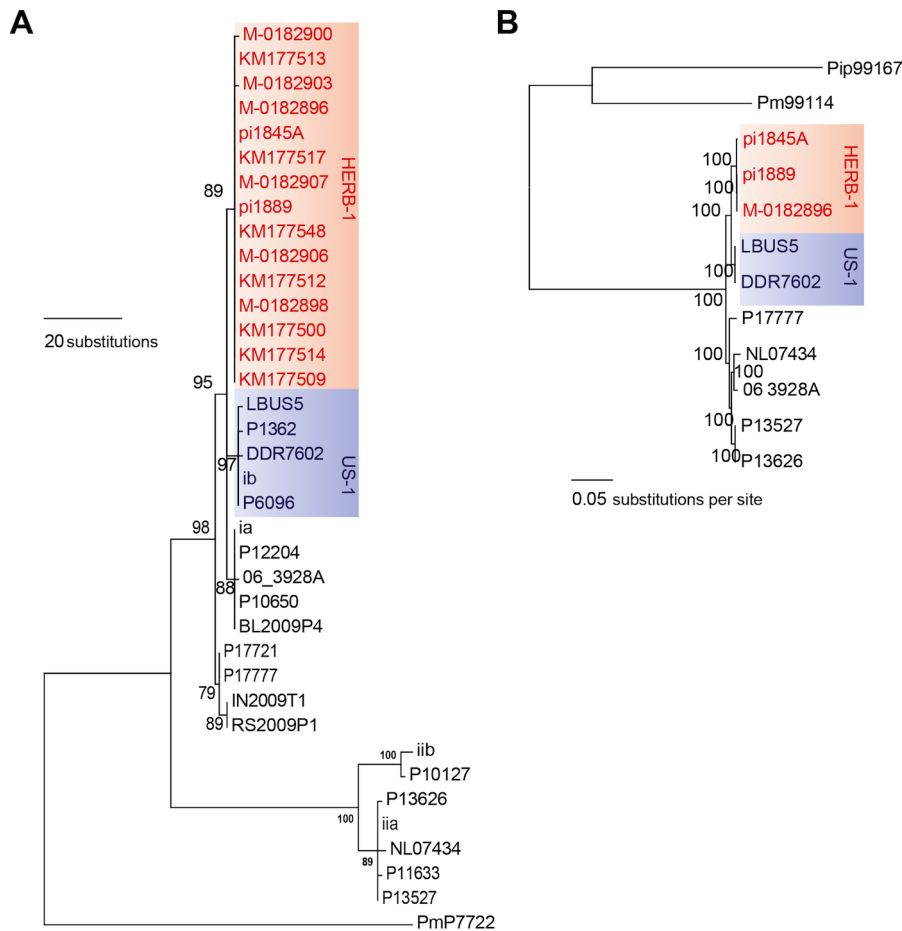 A
M-0182900
KM177513
M-0182903
M-0182896
pi1845A
KM177517
M-0182907
pi1889
KM177548
M-0182906
KM177512
M-0182898
KM177500
KM177514
KM177509
HERB-1
LBUS5
P1362
DDR7602
ib
P6096
US-1
ia
P12204
06_3928A
P10650
BL2009P4
P17721
P17777
IN2009T1
RS2009P1
iib
P10127
P13626
iia
NL07434
P11633
P13527
PmP7722
89
95
97
98
88
79
89
100
100
89
20 substitutions
B
Pip99167
Pm99114
pi1845A
pi1889
M-0182896
HERB-1
LBUS5
DDR7602
US-1
P17777
NL07434
06 3928A
P13527
P13626
100
100
100
100
100
100
100
100
100
0.05 substitutions per site